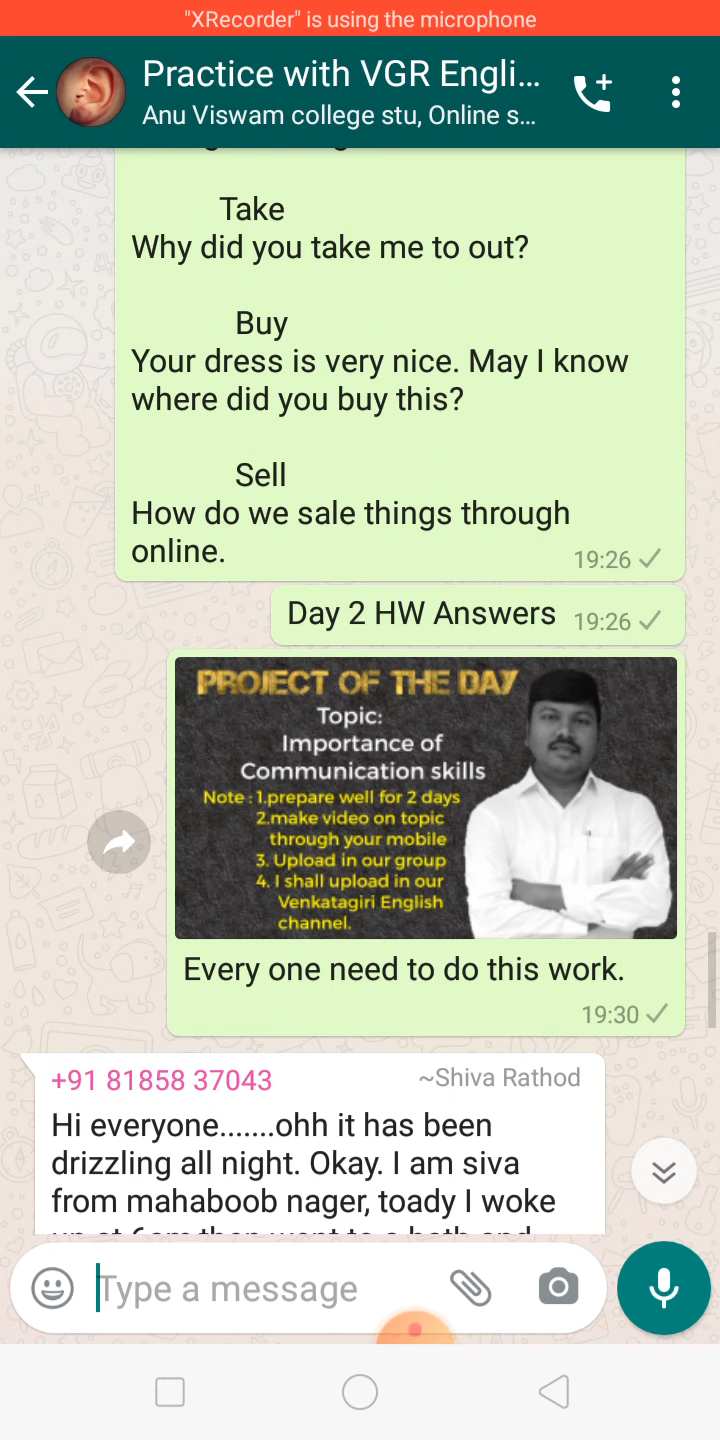 "XRecorder" is using the microphone
Practice with VGR Engli...
Anu Viswam college stu, Online s...
Take
Why did you take me to out?
Buy
Your dress is very nice. May I know
where did you buy this?
Sell
How do we sale things through
online.
19:26
Day 2 HW Answers
19:26
PROJECT OF THE DAY
Topic:
Importance of
Communication skills
Note : 1.prepare well for 2 days
2.make video on topic
through your mobile
3. Upload in our group
4. I shall upload in our
Venkatagiri English
channel.
Every one need to do this work.
19:30
+91 81858 37043
~Shiva Rathod
Hi everyone.......ohh it has been
drizzling all night. Okay. I am siva
from mahaboob nager, toady I woke
Type a message